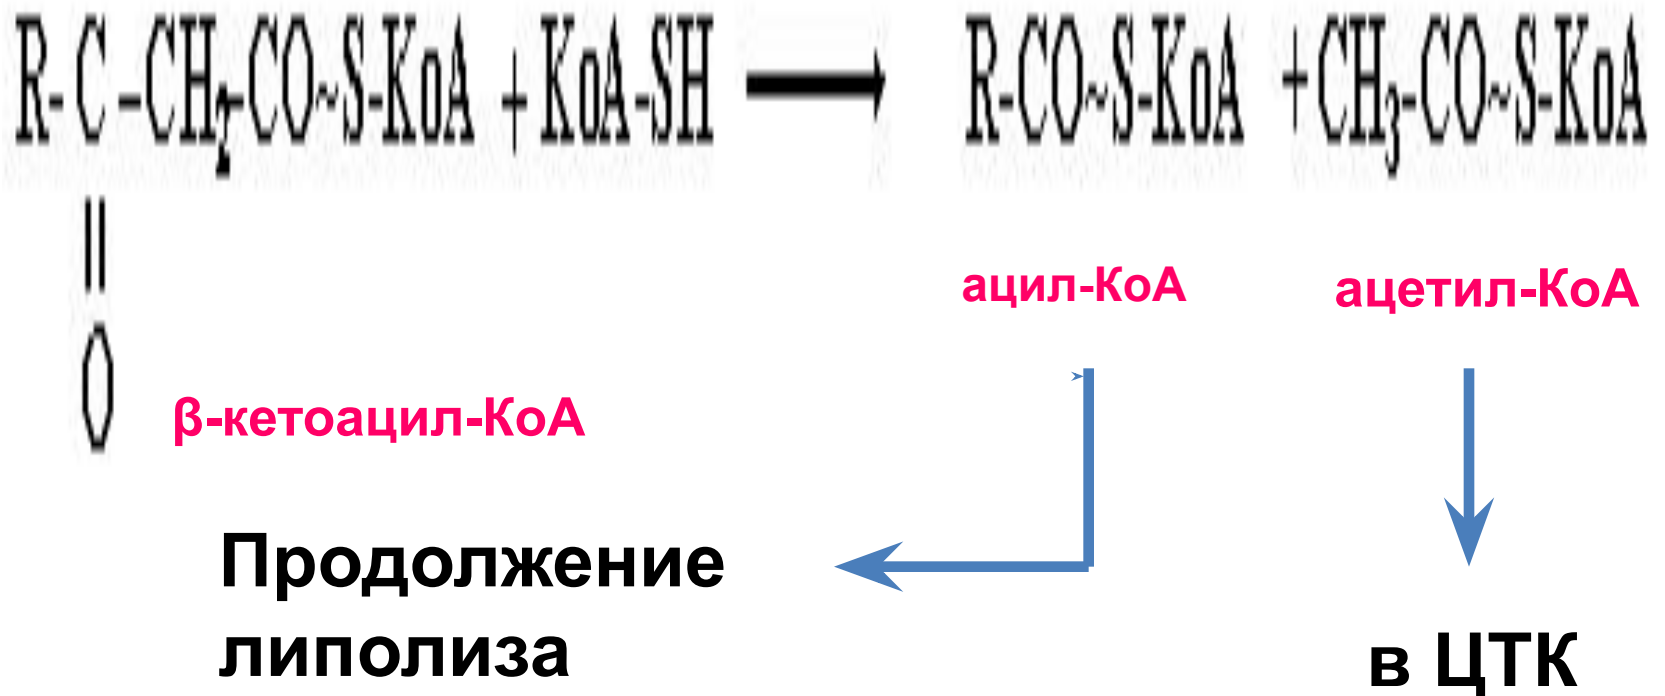 R-C-CH2-CO~S-KoA + KoA-SH ⟶ R-CO~S-KoA +CH3-CO~S-KoA
||
O
ацил-КоА ацетил-КоА
β-кетоацил-КоА
Продолжение
липолиза
в ЦТК